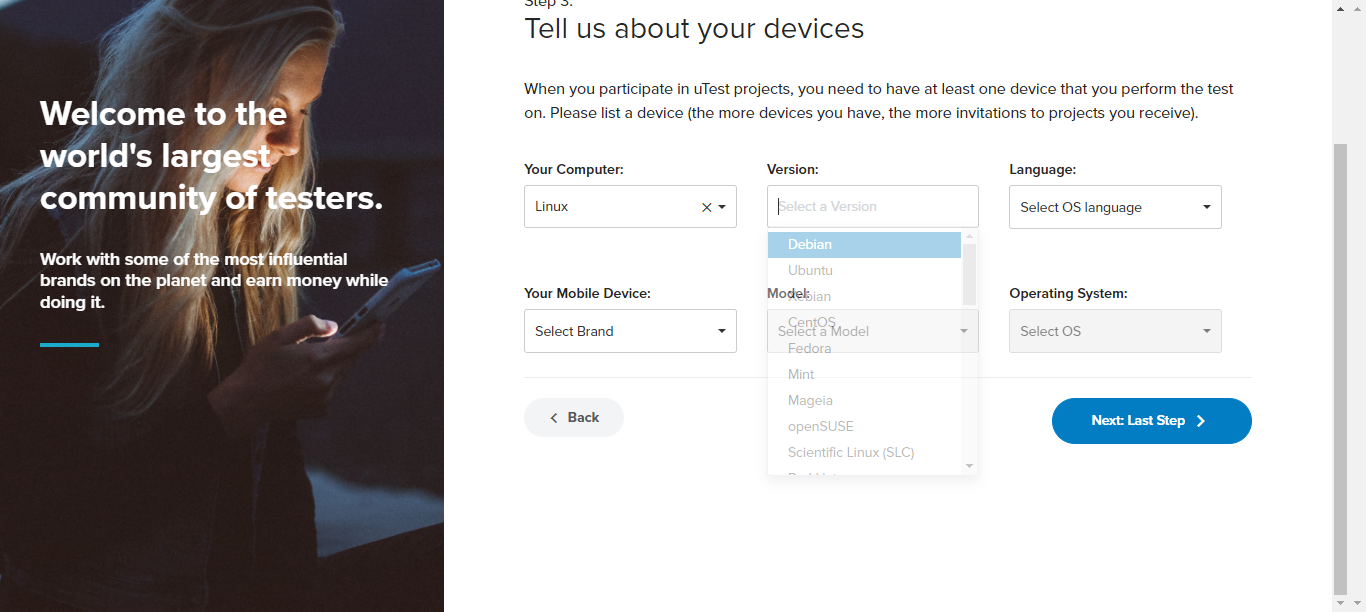 Welcome to the
world's largest
community of testers.
Work with some of the most influential
brands on the planet and earn money while
doing it.
Step 3:
Tell us about your devices
When you participate in uTest projects, you need to have at least one device that you perform the test
on. Please list a device (the more devices you have, the more invitations to projects you receive).
Your Computer:
Linux
Version:
Select a Version
Debian
Ubuntu
Xebian
CentOS
Fedora
Mint
Mageia
openSUSE
Scientific Linux (SLC)
Language:
Select OS language
Your Mobile Device:
Select Brand
Model:
Select a Model
Operating System:
Select OS
Back
Next: Last Step